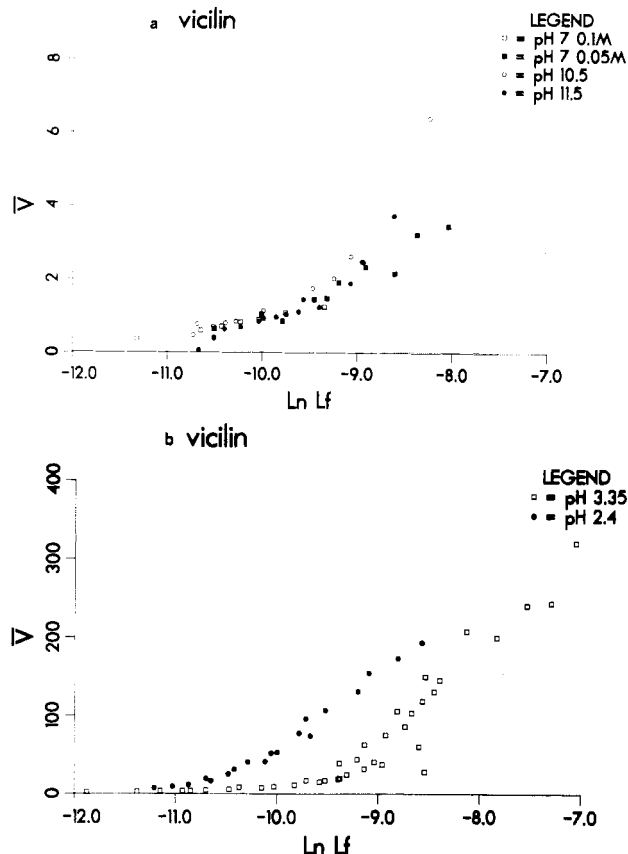 a vicilin
LEGEND
○ = pH 7 0.1M
■ = pH 7 0.05M
○ = pH 10.5
● = pH 11.5
8
6
4
2
0
V̅
-12.0 -11.0 -10.0 -9.0 -8.0 -7.0
Ln Lf
b vicilin
LEGEND
□ = pH 3.35
● = pH 2.4
400
300
200
100
0
V̅
-12.0 -11.0 -10.0 -9.0 -8.0 -7.0
Ln Lf